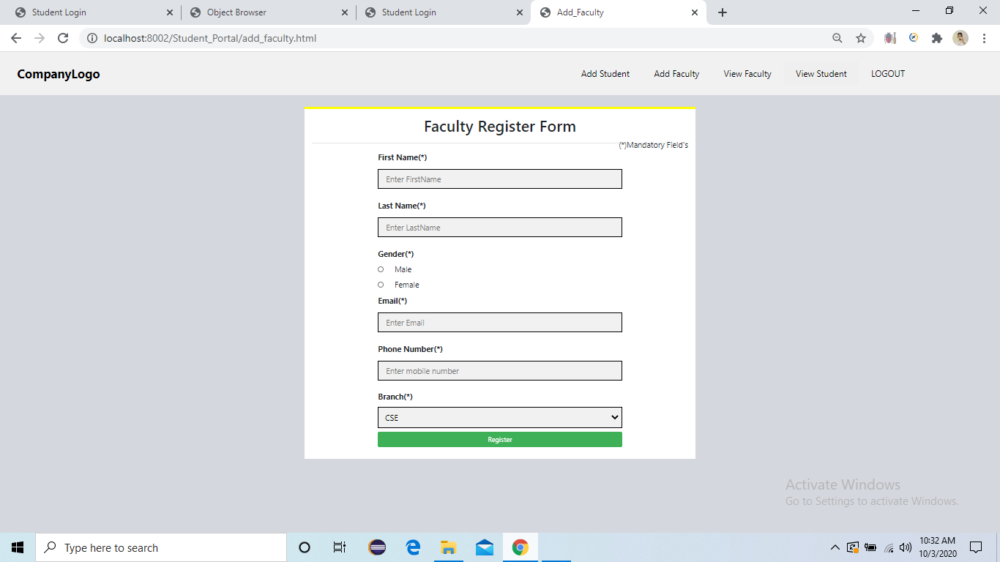 Student Login
Object Browser
Student Login
Add_Faculty
localhost:8002/Student_Portal/add_faculty.html
CompanyLogo
Add Student
Add Faculty
View Faculty
View Student
LOGOUT
Faculty Register Form
(*)Mandatory Field's
First Name(*)
Enter FirstName
Last Name(*)
Enter LastName
Gender(*)
Male
Female
Email(*)
Enter Email
Phone Number(*)
Enter mobile number
Branch(*)
CSE
Register
Activate Windows
Go to Settings to activate Windows.
Type here to search
10:32 AM
10/3/2020